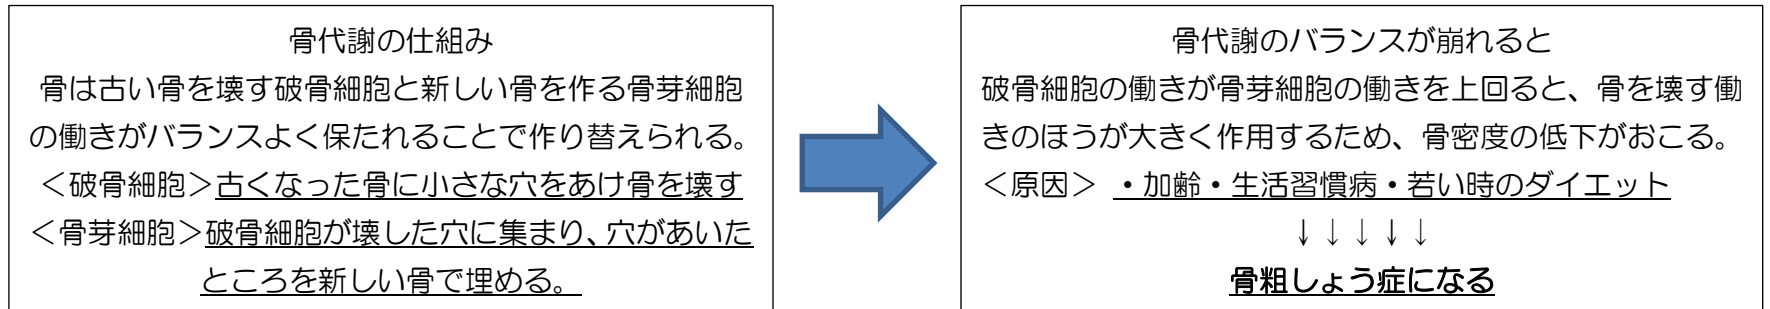 骨代謝の仕組み
骨は古い骨を壊す破骨細胞と新しい骨を作る骨芽細胞
の働きがバランスよく保たれることで作り替えられる。
＜破骨細胞＞古くなった骨に小さな穴をあけ骨を壊す
＜骨芽細胞＞破骨細胞が壊した穴に集まり、穴があいた
ところを新しい骨で埋める。
骨代謝のバランスが崩れると
破骨細胞の働きが骨芽細胞の働きを上回ると、骨を壊す働
きのほうが大きく作用するため、骨密度の低下がおこる。
＜原因＞ ・加齢・生活習慣病・若い時のダイエット
↓↓↓↓↓
骨粗しょう症になる